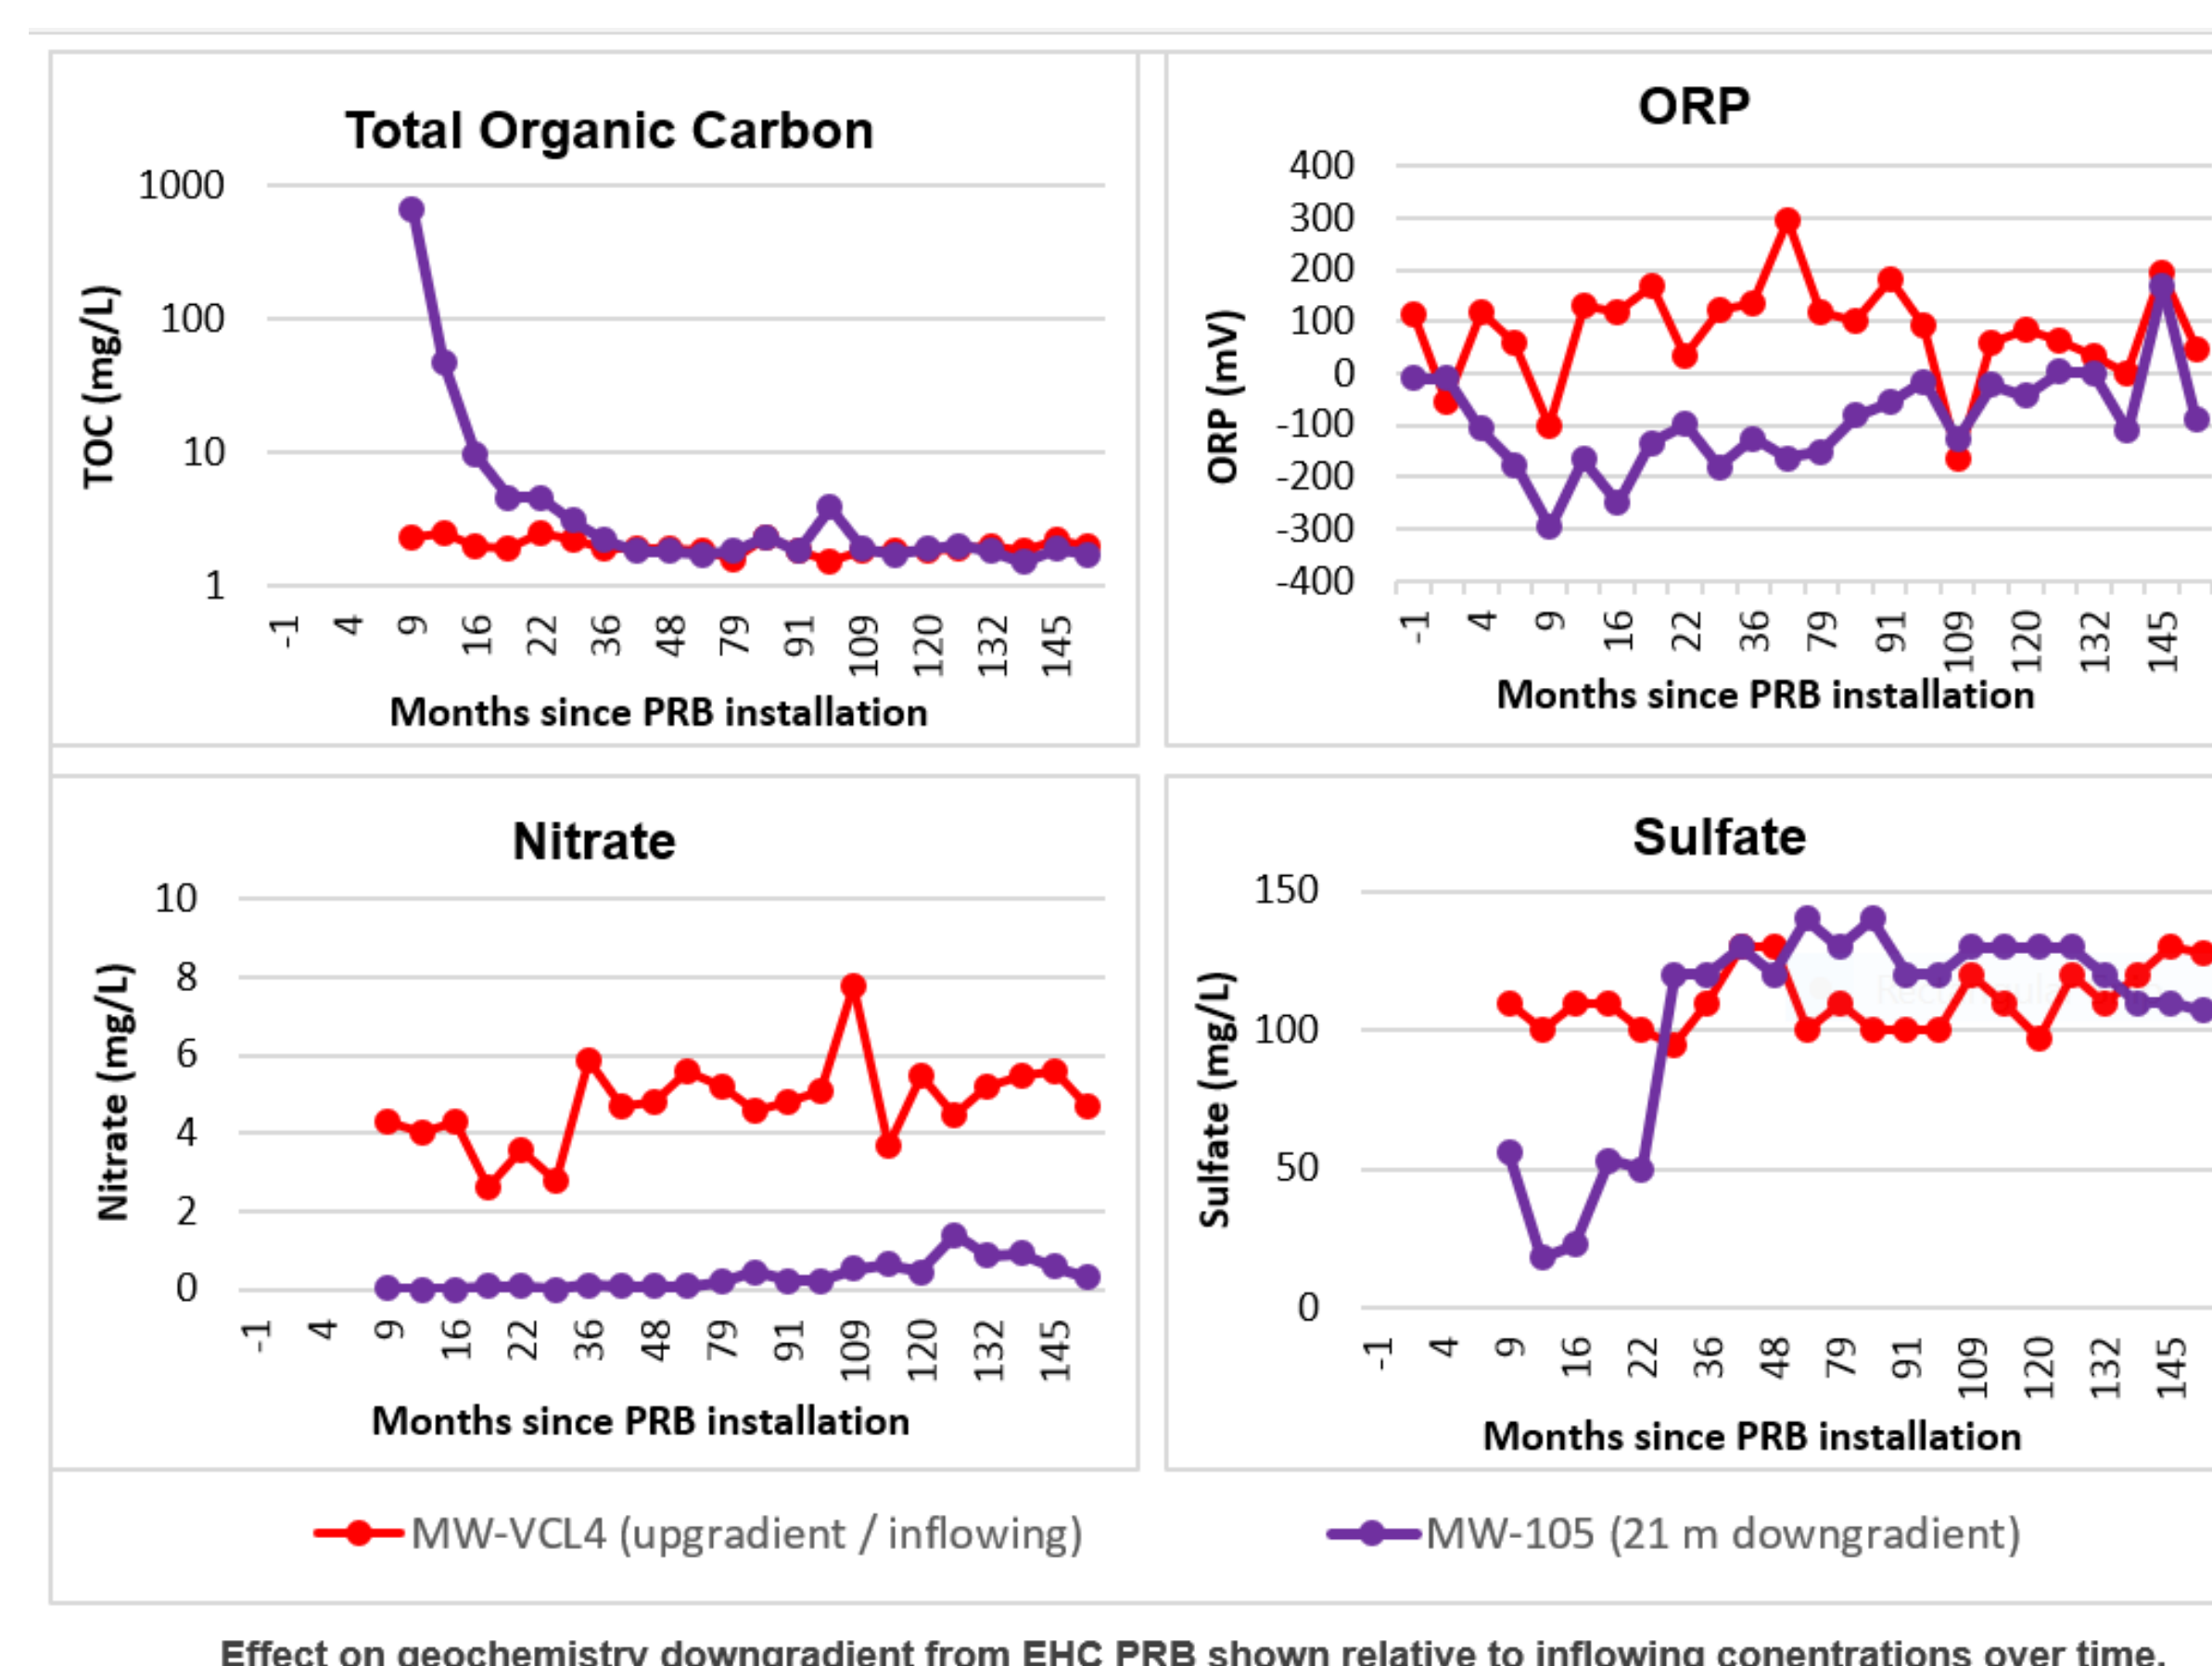 Total Organic Carbon
1000
100
10
1
TOC (mg/L)
-1 4 9 16 22 36 48 79 91 109 120 132 145
Months since PRB installation
ORP
400
300
200
100
0
-100
-200
-300
-400
ORP (mV)
-1 4 9 16 22 36 79 91 109 120 132 145
Months since PRB installation
Nitrate
10
8
6
4
2
0
Nitrate (mg/L)
-1 4 9 16 22 36 48 79 91 109 120 132 145
Months since PRB installation
Sulfate
150
100
50
0
Sulfate (mg/L)
-1 4 9 16 22 36 48 79 91 109 120 132 145
Months since PRB installation
MW-VCL4 (upgradient / inflowing)
MW-105 (21 m downgradient)
Effect on geochemistry downgradient from EHC PRB shown relative to inflowing conentrations over time.